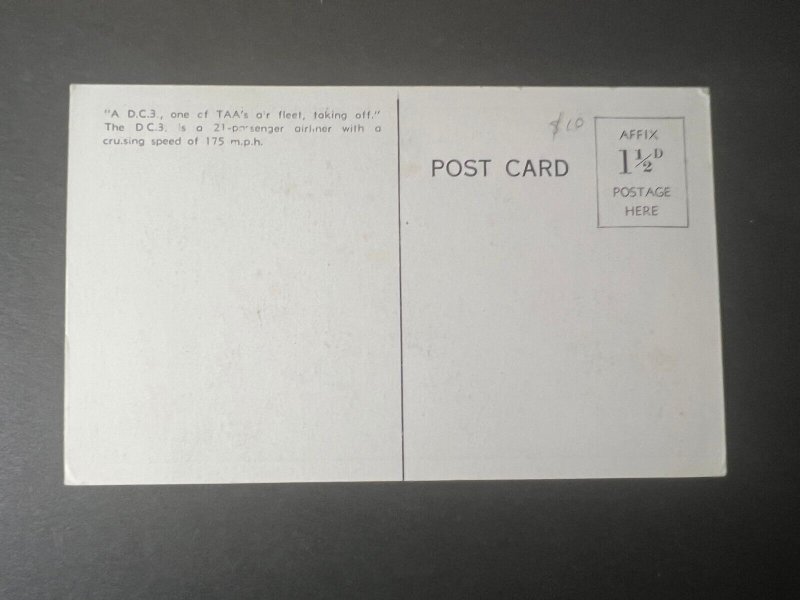 "A D.C.3., one of TAA's air fleet, taking off."
The D.C.3. is a 21-passenger airliner with a
cruising speed of 175 m.p.h.
$10
POST CARD
AFFIX
1½D
POSTAGE
HERE